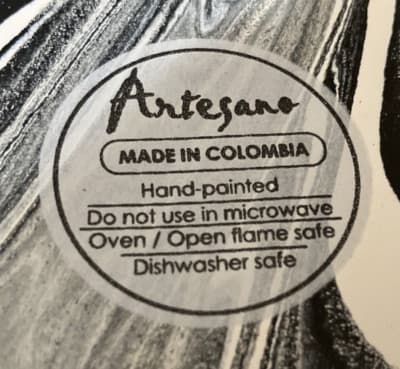 Artesano
MADE IN COLOMBIA
Hand-painted
Do not use in microwave
Oven / Open flame safe
Dishwasher safe